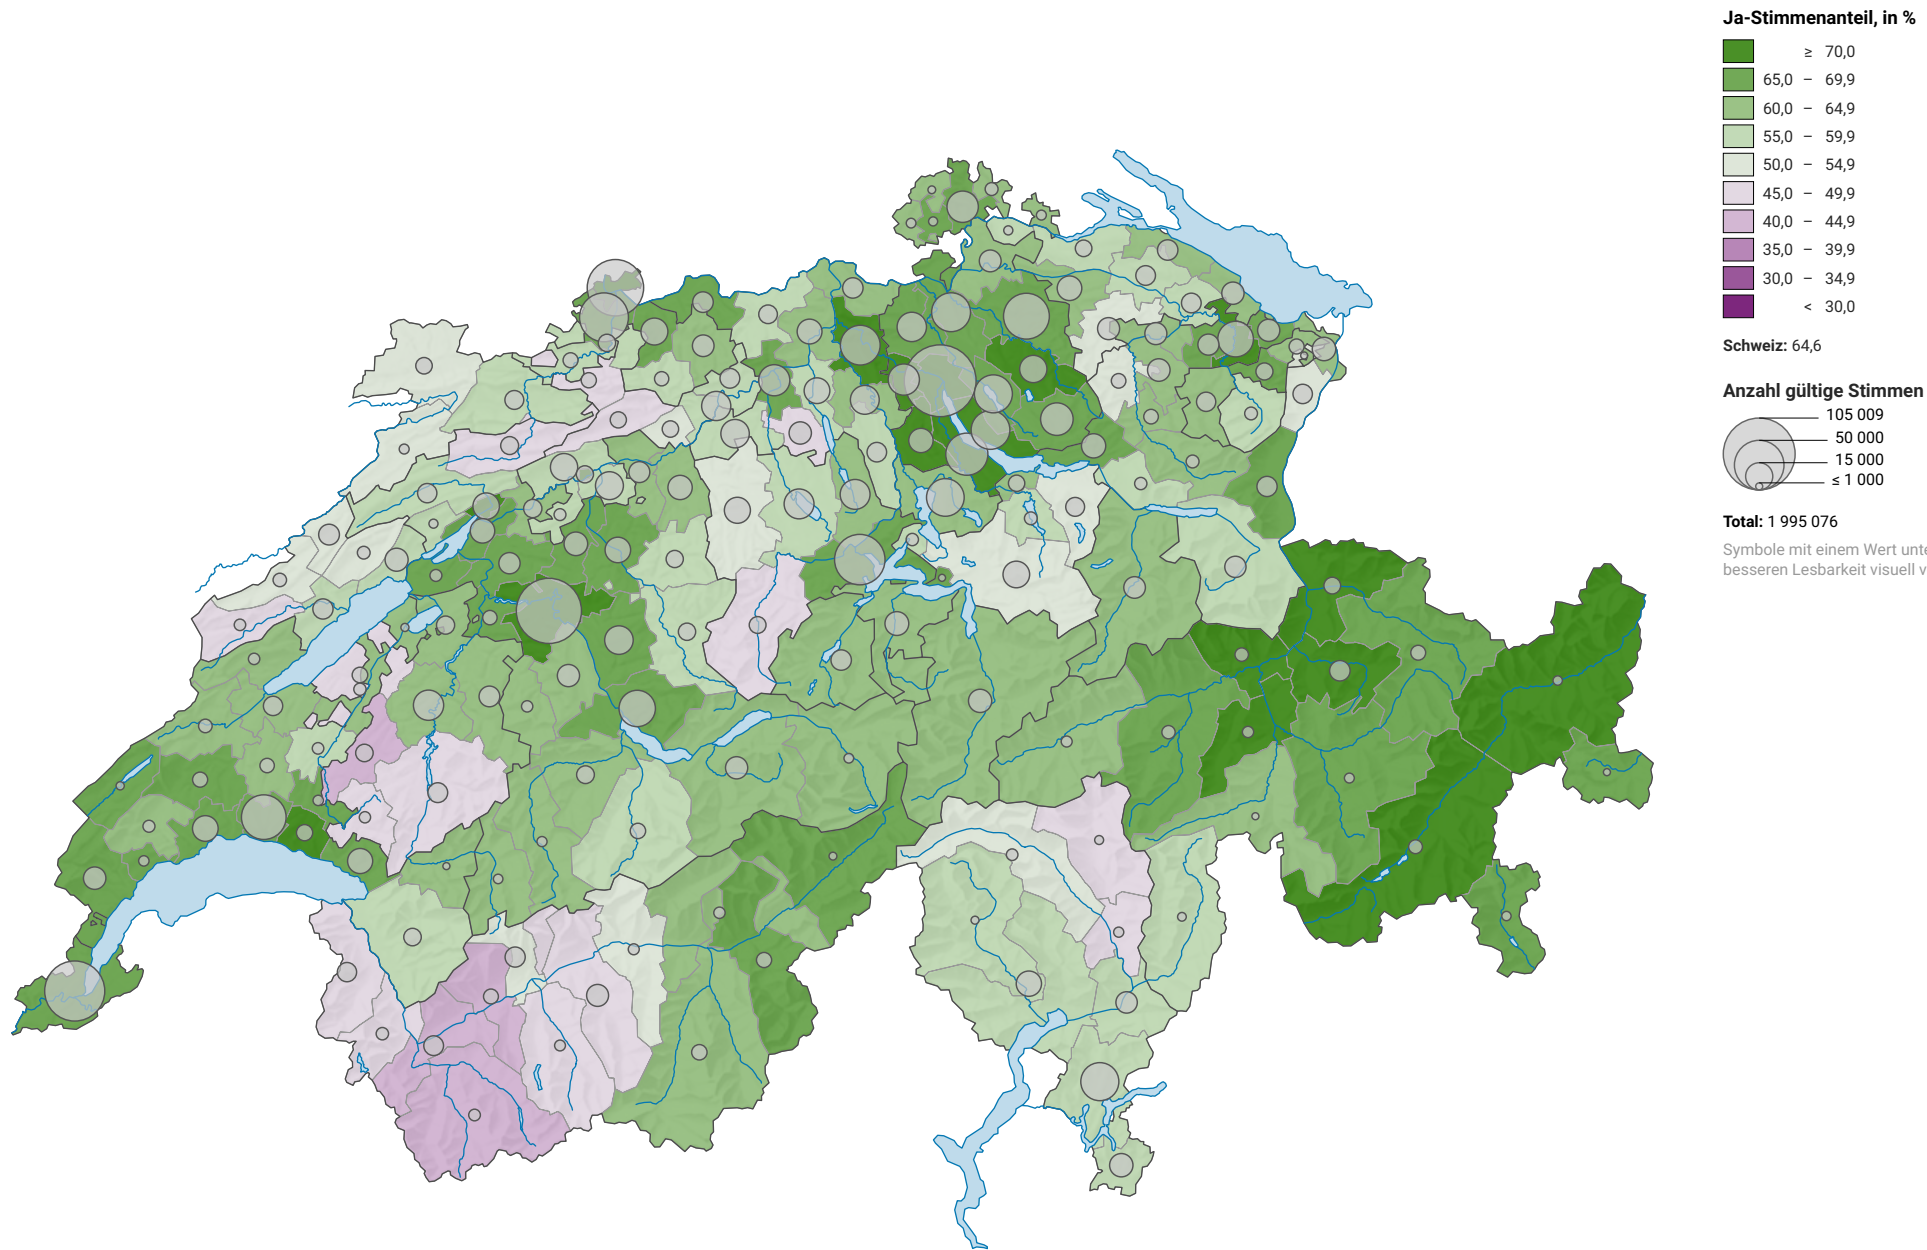 Ja-Stimmenanteil, in %
≥ 70,0
65,0 – 69,9
60,0 – 64,9
55,0 – 59,9
50,0 – 54,9
45,0 – 49,9
40,0 – 44,9
35,0 – 39,9
30,0 – 34,9
< 30,0
Schweiz: 64,6
Anzahl gültige Stimmen
105 009
50 000
15 000
≤ 1 000
Total: 1 995 076
Symbole mit einem Wert unte
besseren Lesbarkeit visuell v